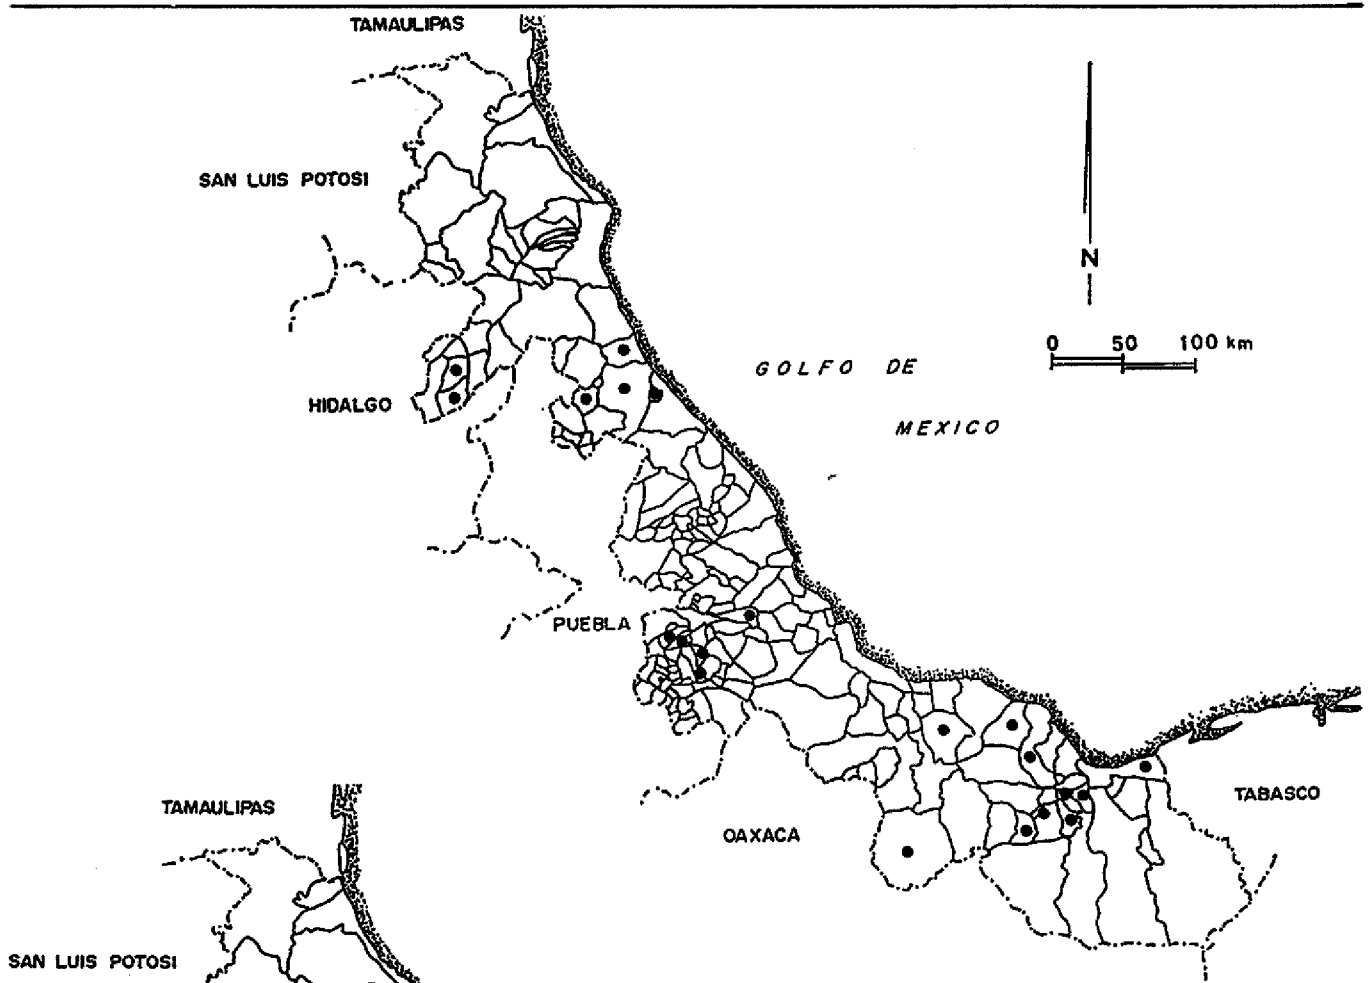 TAMAULIPAS
SAN LUIS POTOSI
N
0 50 100 km
GOLFO DE
MEXICO
HIDALGO
PUEBLA
OAXACA
TABASCO
TAMAULIPAS
SAN LUIS POTOSI